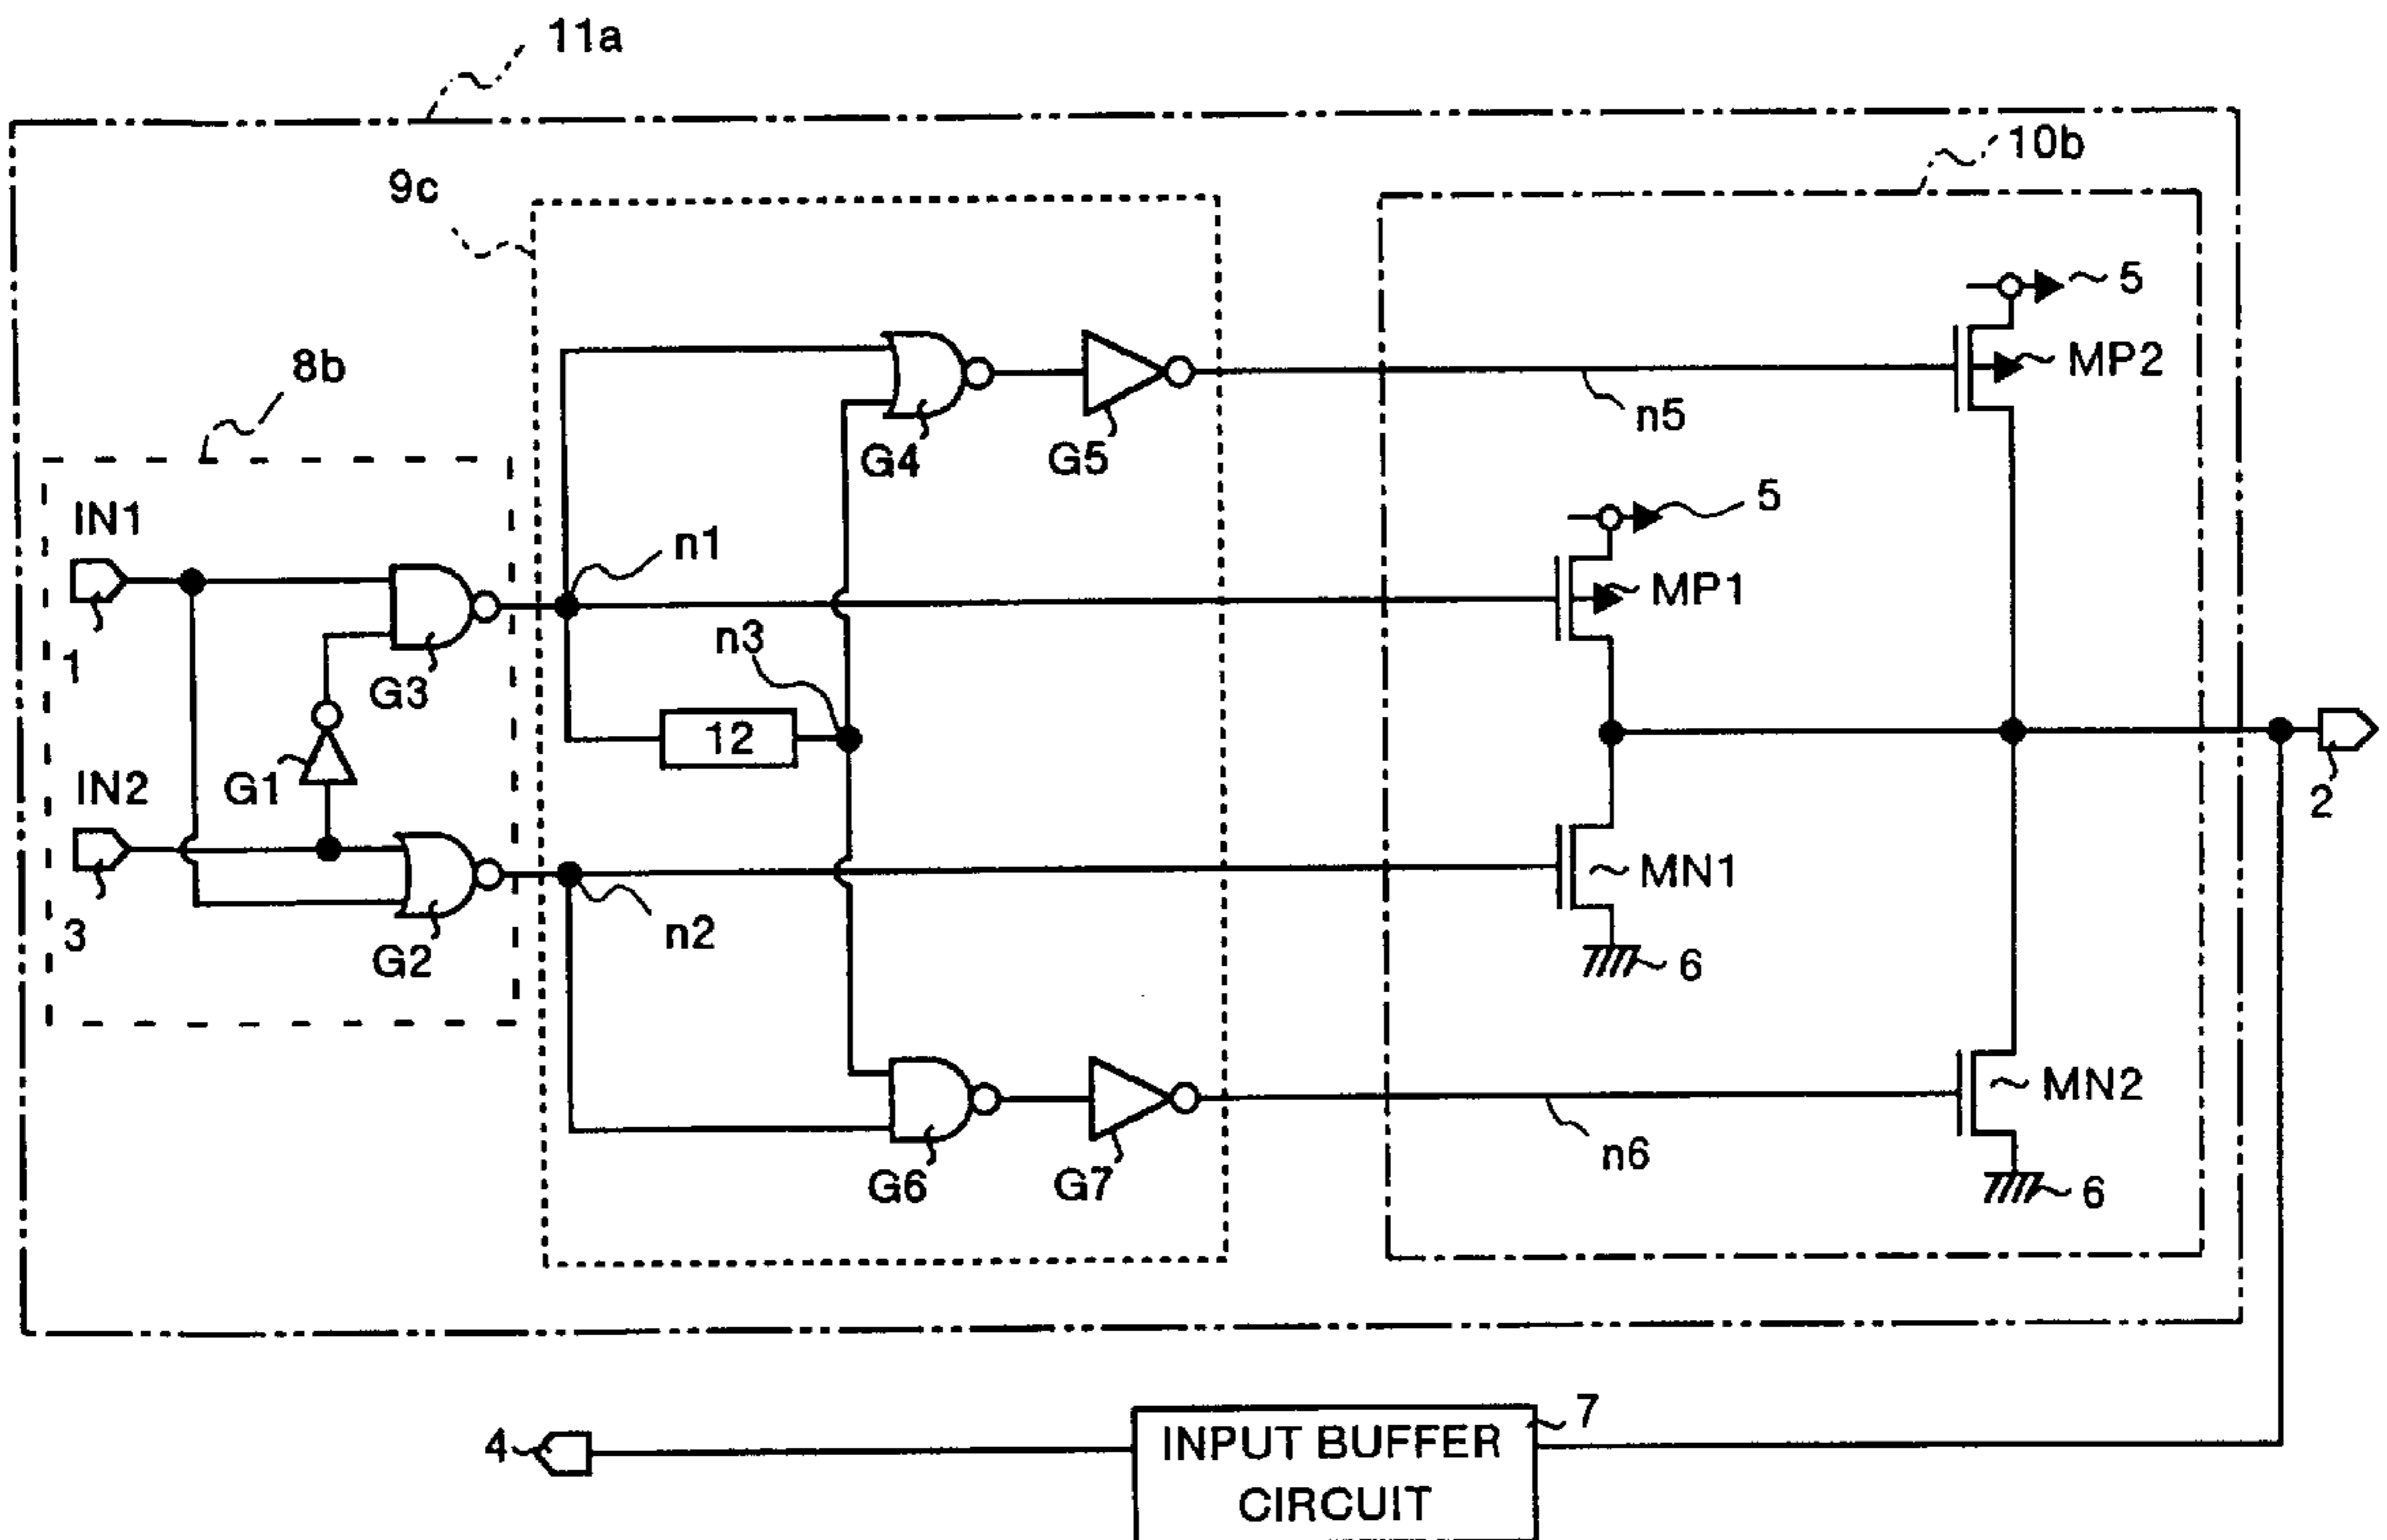 11a
10b
9c
5
8b
MP2
n5
G4
G5
5
IN1
n1
MP1
1
n3
G3
12
IN2
G1
2
MN1
3
n2
G2
6
MN2
n6
G6
G7
6
7
4
INPUT BUFFER
CIRCUIT